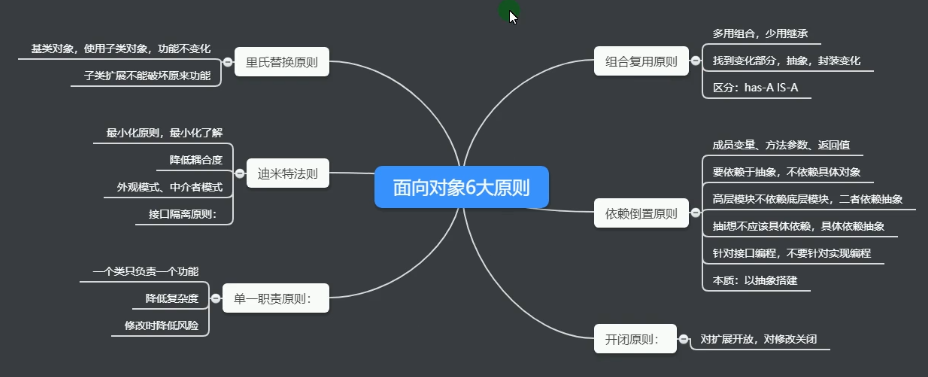 面向对象6大原则
里氏替换原则
基类对象，使用子类对象，功能不变化
子类扩展不能破坏原来功能
迪米特法则
最小化原则，最小化了解
降低耦合度
外观模式、中介者模式
接口隔离原则：
单一职责原则：
一个类只负责一个功能
降低复杂度
修改时降低风险
组合复用原则
多用组合，少用继承
找到变化部分，抽象，封装变化
区分：has-A IS-A
依赖倒置原则
成员变量、方法参数、返回值
要依赖于抽象，不依赖具体对象
高层模块不依赖底层模块，二者依赖抽象
抽i想不应该具体依赖，具体依赖抽象
针对接口编程，不要针对实现编程
本质：以抽象搭建
开闭原则：
对扩展开放，对修改关闭